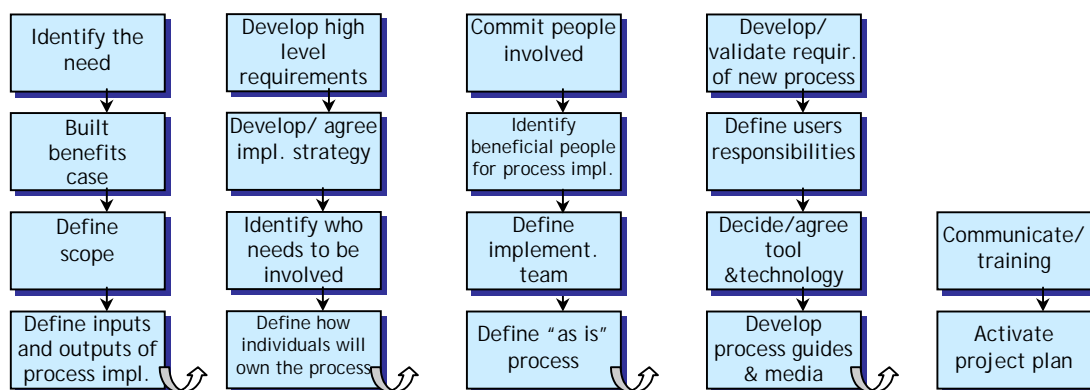 Identify the
need
Built
benefits
case
Define
scope
Define inputs
and outputs of
process impl.
Develop high
level
requirements
Develop/ agree
impl. strategy
Identify who
needs to be
involved
Define how
individuals will
own the process
Commit people
involved
Identify
beneficial people
for process impl.
Define
implement.
team
Define "as is"
process
Develop/
validate requir.
of new process
Define users
responsibilities
Decide/agree
tool
&technology
Develop
process guides
& media
Communicate/
training
Activate
project plan